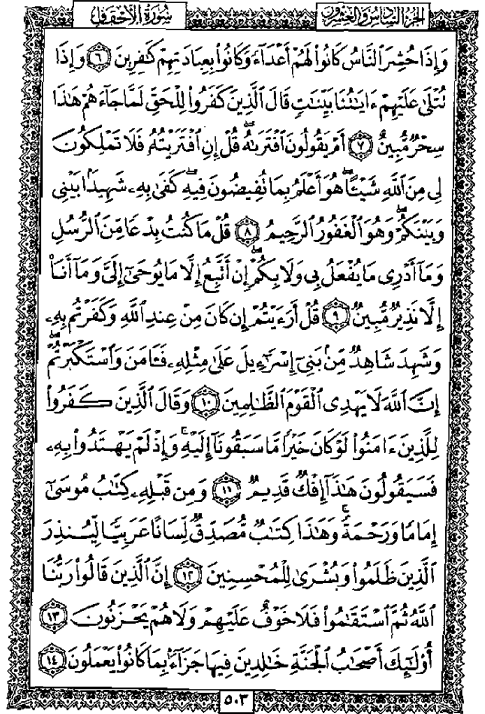 الجزء السادس والعشرون
سورة الأحقاف
وَإِذَا حُشِرَ ٱلنَّاسُ كَانُوا۟ لَهُمْ أَعْدَآءً وَكَانُوا۟ بِعِبَادَتِهِمْ كَـٰفِرِينَ ٦ وَإِذَا
تُتْلَىٰ عَلَيْهِمْ ءَايَـٰتُنَا بَيِّنَـٰتٍ قَالَ ٱلَّذِينَ كَفَرُوا۟ لِلْحَقِّ لَمَّا جَآءَهُمْ هَـٰذَا
سِحْرٌ مُّبِينٌ ٧ أَمْ يَقُولُونَ ٱفْتَرَىٰهُ ۖ قُلْ إِنِ ٱفْتَرَيْتُهُۥ فَلَا تَمْلِكُونَ
لِى مِنَ ٱللَّهِ شَيْـًٔا ۖ هُوَ أَعْلَمُ بِمَا تُفِيضُونَ فِيهِ ۖ كَفَىٰ بِهِۦ شَهِيدًۢا بَيْنِى
وَبَيْنَكُمْ ۖ وَهُوَ ٱلْغَفُورُ ٱلرَّحِيمُ ٨ قُلْ مَا كُنتُ بِدْعًا مِّنَ ٱلرُّسُلِ
وَمَآ أَدْرِى مَا يُفْعَلُ بِى وَلَا بِكُمْ ۖ إِنْ أَتَّبِعُ إِلَّا مَا يُوحَىٰٓ إِلَىَّ وَمَآ أَنَا۠
إِلَّا نَذِيرٌ مُّبِينٌ ٩ قُلْ أَرَءَيْتُمْ إِن كَانَ مِنْ عِندِ ٱللَّهِ وَكَفَرْتُم بِهِۦ
وَشَهِدَ شَاهِدٌ مِّنۢ بَنِىٓ إِسْرَٰٓءِيلَ عَلَىٰ مِثْلِهِۦ فَـَٔامَنَ وَٱسْتَكْبَرْتُمْ ۖ
إِنَّ ٱللَّهَ لَا يَهْدِى ٱلْقَوْمَ ٱلظَّـٰلِمِينَ ١٠ وَقَالَ ٱلَّذِينَ كَفَرُوا۟
لِلَّذِينَ ءَامَنُوا۟ لَوْ كَانَ خَيْرًا مَّا سَبَقُونَآ إِلَيْهِ ۚ وَإِذْ لَمْ يَهْتَدُوا۟ بِهِۦ
فَسَيَقُولُونَ هَـٰذَآ إِفْكٌ قَدِيمٌ ١١ وَمِن قَبْلِهِۦ كِتَـٰبُ مُوسَىٰٓ
إِمَامًا وَرَحْمَةً ۚ وَهَـٰذَا كِتَـٰبٌ مُّصَدِّقٌ لِّسَانًا عَرَبِيًّا لِّيُنذِرَ
ٱلَّذِينَ ظَلَمُوا۟ وَبُشْرَىٰ لِلْمُحْسِنِينَ ١٢ إِنَّ ٱلَّذِينَ قَالُوا۟ رَبُّنَا
ٱللَّهُ ثُمَّ ٱسْتَقَـٰمُوا۟ فَلَا خَوْفٌ عَلَيْهِمْ وَلَا هُمْ يَحْزَنُونَ ١٣
أُو۟لَـٰٓئِكَ أَصْحَـٰبُ ٱلْجَنَّةِ خَـٰلِدِينَ فِيهَا جَزَآءًۢ بِمَا كَانُوا۟ يَعْمَلُونَ ١٤
٥٠٣